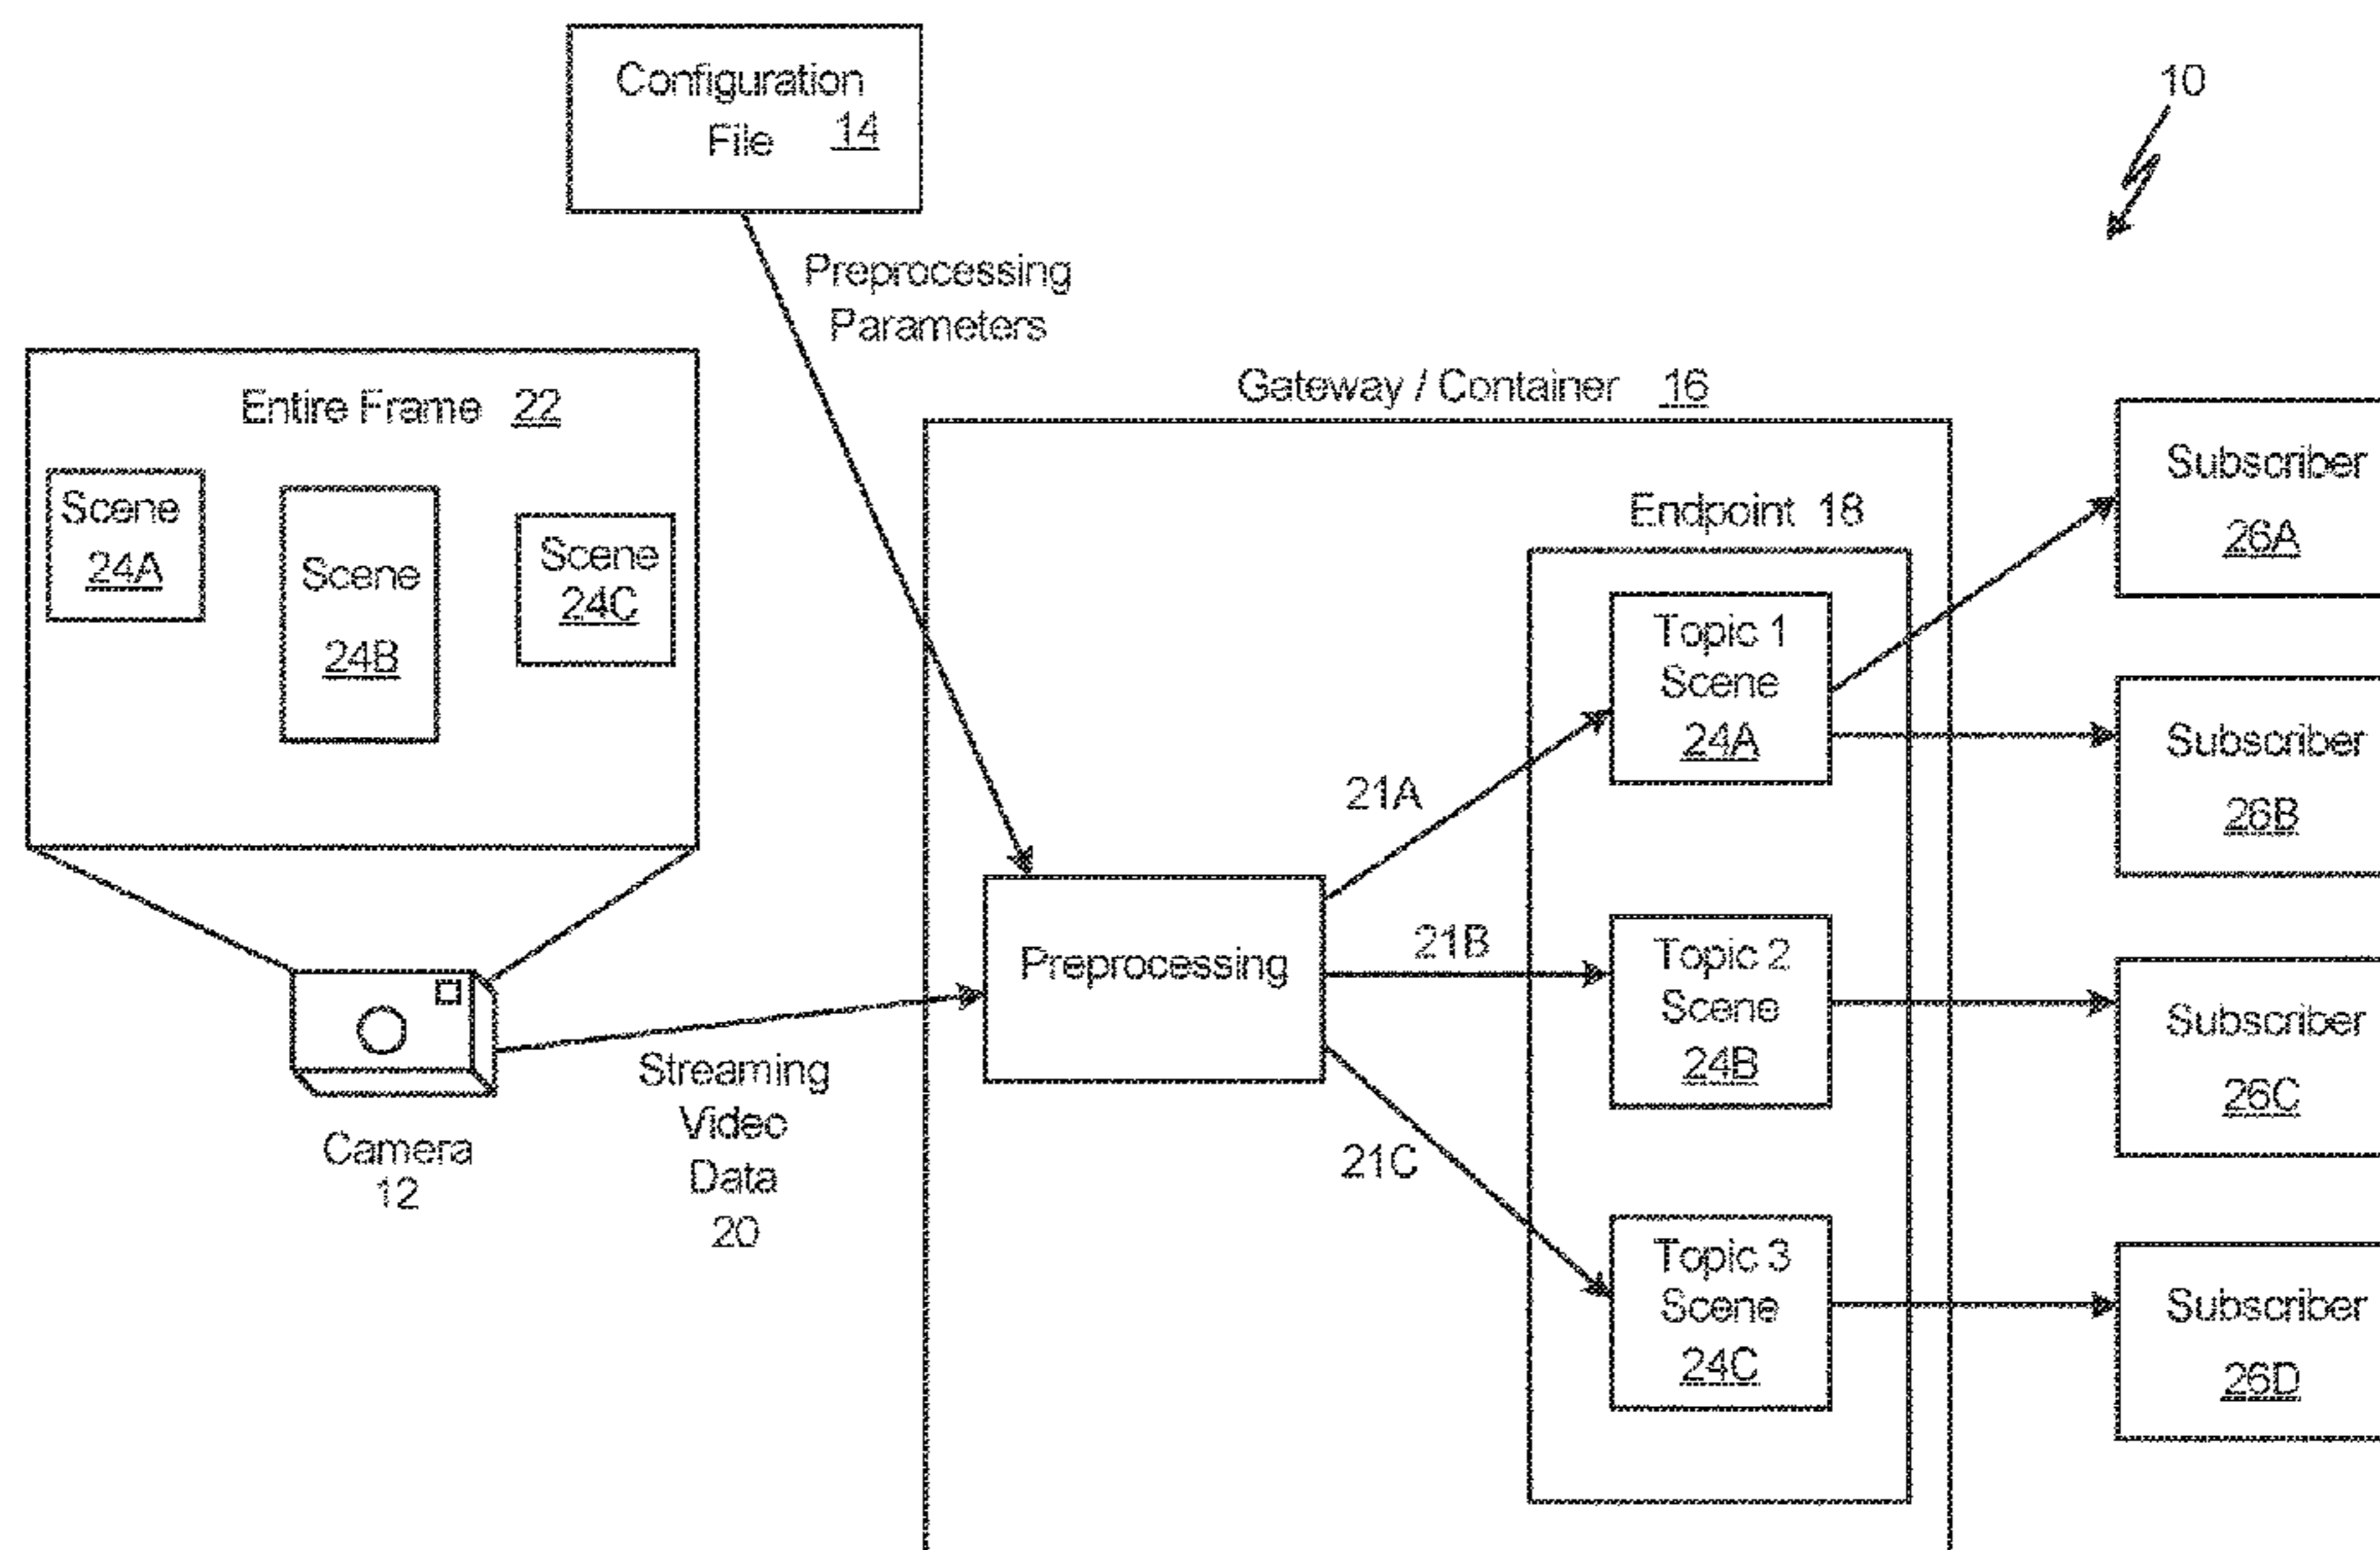 Configuration
File 14
10
Preprocessing
Parameters
Entire Frame 22
Scene
24A
Scene
24B
Scene
24C
Gateway / Container 16
Endpoint 18
Topic 1
Scene
24A
Topic 2
Scene
24B
Topic 3
Scene
24C
21A
21B
21C
Preprocessing
Camera
12
Streaming
Video
Data
20
Subscriber
26A
Subscriber
26B
Subscriber
26C
Subscriber
26D